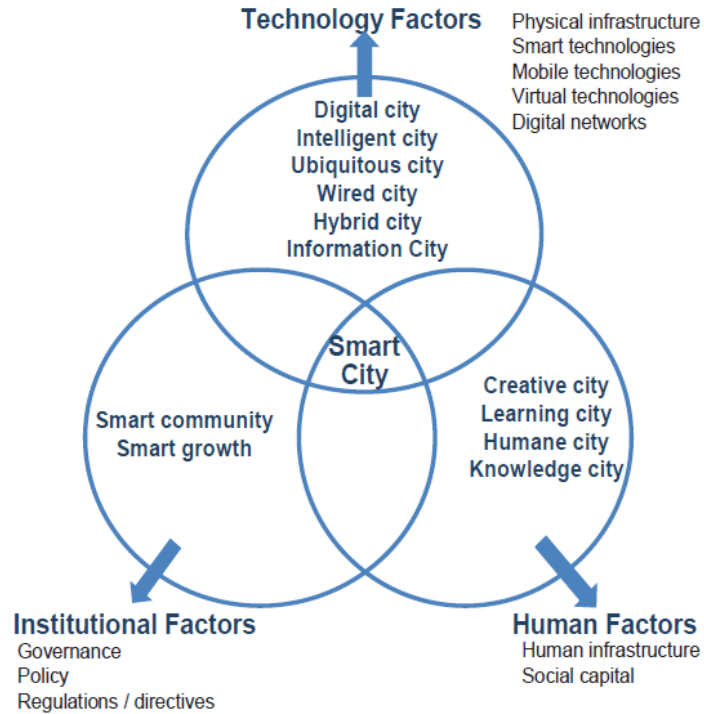 Technology Factors
Physical infrastructure
Smart technologies
Mobile technologies
Virtual technologies
Digital networks
Digital city
Intelligent city
Ubiquitous city
Wired city
Hybrid city
Information City
Smart
City
Smart community
Smart growth
Creative city
Learning city
Humane city
Knowledge city
Institutional Factors
Governance
Policy
Regulations / directives
Human Factors
Human infrastructure
Social capital